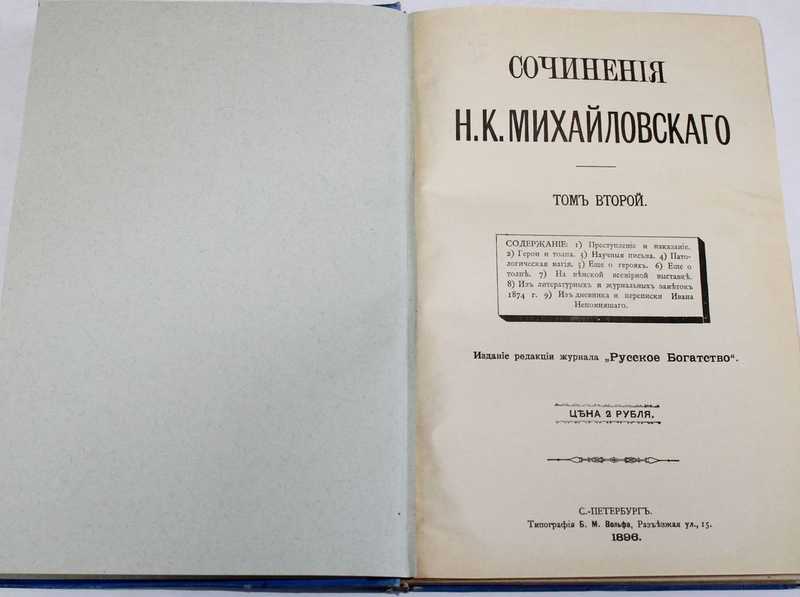 СОЧИНЕНІЯ
Н.К.МИХАЙЛОВСКАГО
ТОМЪ ВТОРОЙ.
СОДЕРЖАНІЕ: 1) Преступленіе и наказаніе.
2) Герои и толпа. 3) Научныя письма. 4) Пато-
логическая магія. 5) Еще о герояхъ. 6) Еще о
толпѣ. 7) На вѣнской всемірной выставкѣ.
8) Изъ литературныхъ и журнальныхъ замѣтокъ
1874 г. 9) Изъ дневника и переписки Ивана
Непомнящаго.
Изданіе редакціи журнала „Русское Богатство“.
ЦѢНА 2 РУБЛЯ.
С.-ПЕТЕРБУРГЪ.
Типографія Б. М. Вольфа, Разъѣзжая ул., 15.
1896.